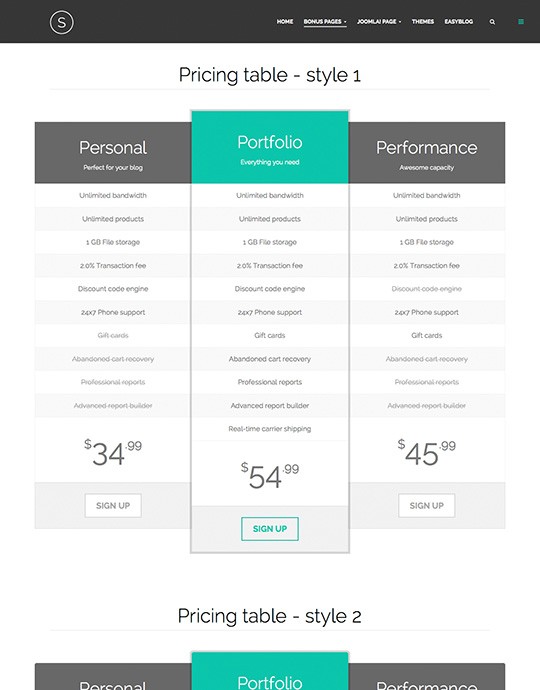 S
HOME BONUS PAGES JOOMLA! PAGE THEMES EASYBLOG
Pricing table - style 1
Personal
Perfect for your blog
Unlimited bandwidth
Unlimited products
1 GB File storage
2.0% Transaction fee
Discount code engine
24x7 Phone support
Gift cards
Abandoned cart recovery
Professional reports
Advanced report builder
$34.99
SIGN UP
Portfolio
Everything you need
Unlimited bandwidth
Unlimited products
1 GB File storage
2.0% Transaction fee
Discount code engine
24x7 Phone support
Gift cards
Abandoned cart recovery
Professional reports
Advanced report builder
Real-time carrier shipping
$54.99
SIGN UP
Performance
Awesome capacity
Unlimited bandwidth
Unlimited products
1 GB File storage
2.0% Transaction fee
Discount code engine
24x7 Phone support
Gift cards
Abandoned cart recovery
Professional reports
Advanced report builder
$45.99
SIGN UP
Pricing table - style 2
Personal
Portfolio
Performance